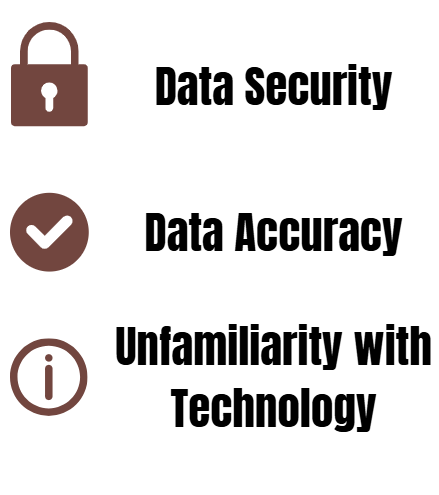 Data Security
Data Accuracy
Unfamiliarity with
Technology